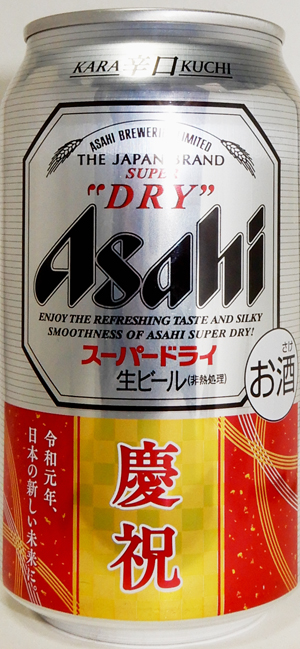 KARA 辛口 KUCHI
ASAHI BREWERIES LIMITED
THE JAPAN BRAND
SUPER
"DRY"
Asahi
ENJOY THE REFRESHING TASTE AND SILKY
SMOOTHNESS OF ASAHI SUPER DRY!
スーパードライ
生ビール(非熱処理)
さけ
お酒
令和元年、
日本の新しい未来に。
慶祝